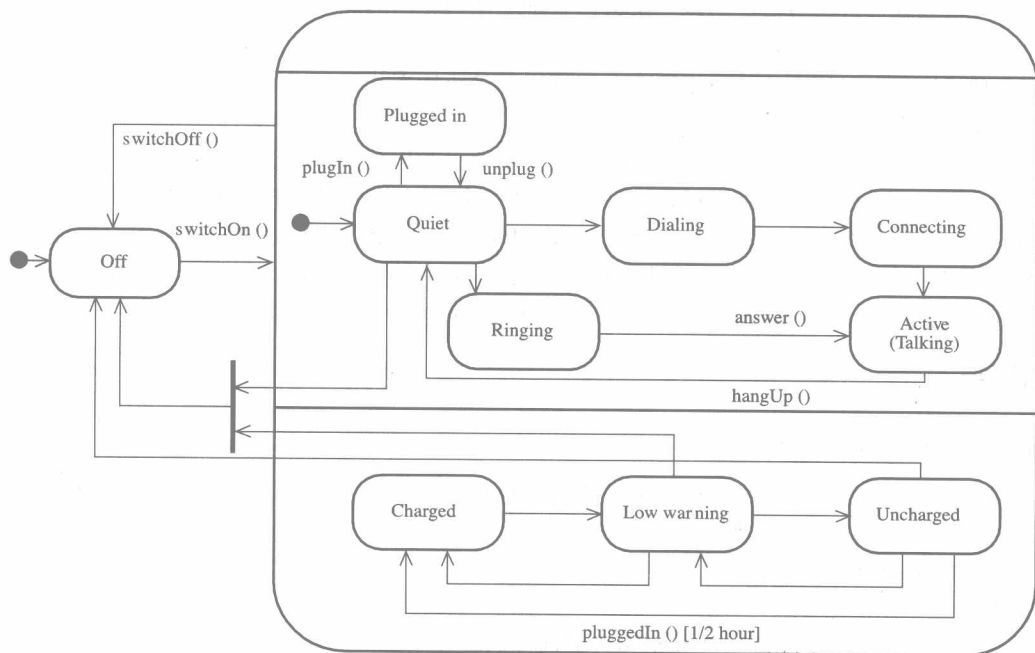 Plugged in
switchOff ()
plugIn ()
unplug ()
switchOn ()
Quiet
Dialing
Connecting
Off
Ringing
answer ()
Active
(Talking)
hangUp ()
Charged
Low warning
Uncharged
pluggedIn () [1/2 hour]